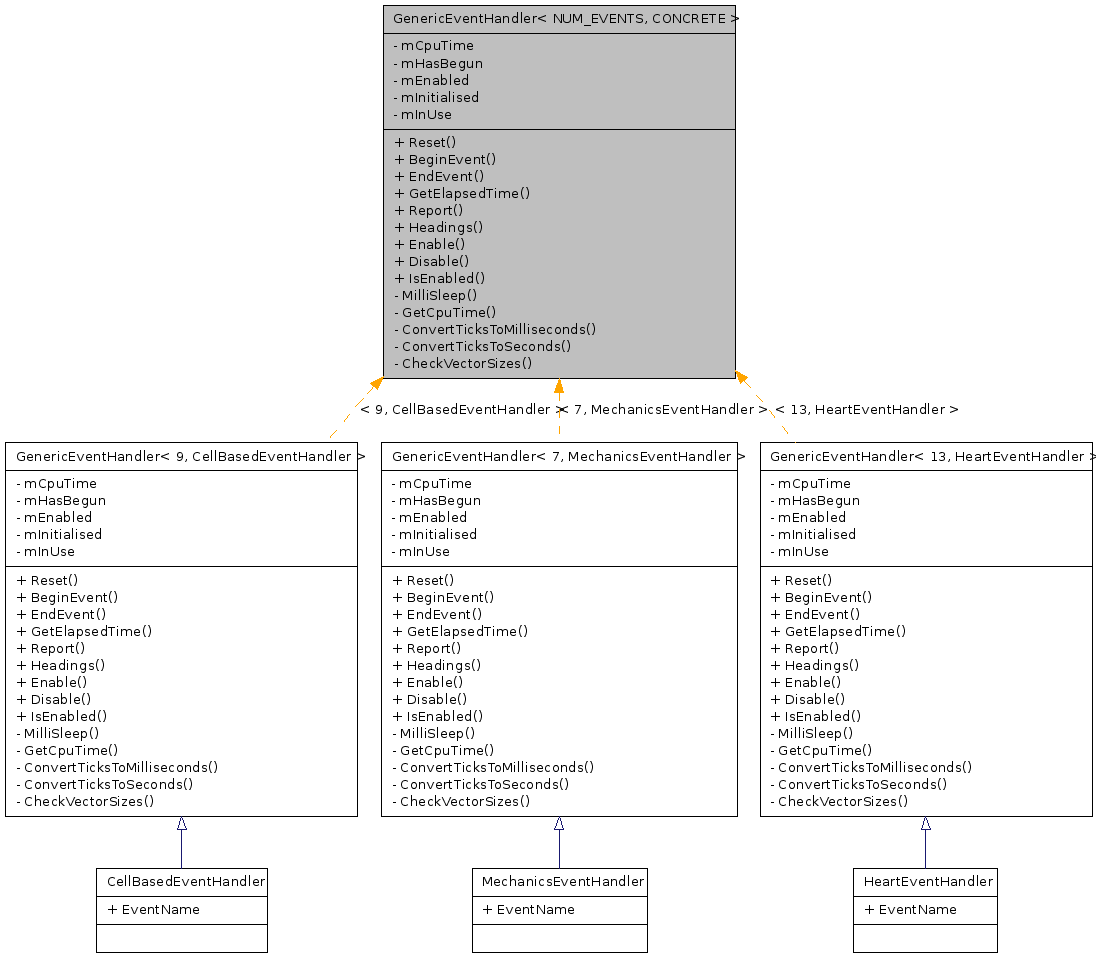 GenericEventHandler< NUM_EVENTS, CONCRETE >
- mCpuTime
- mHasBegun
- mEnabled
- mInitialised
- mInUse
+ Reset()
+ BeginEvent()
+ EndEvent()
+ GetElapsedTime()
+ Report()
+ Headings()
+ Enable()
+ Disable()
+ IsEnabled()
- MilliSleep()
- GetCpuTime()
- ConvertTicksToMilliseconds()
- ConvertTicksToSeconds()
- CheckVectorSizes()
< 9, CellBasedEventHandler >
< 7, MechanicsEventHandler >
< 13, HeartEventHandler >
GenericEventHandler< 9, CellBasedEventHandler >
- mCpuTime
- mHasBegun
- mEnabled
- mInitialised
- mInUse
+ Reset()
+ BeginEvent()
+ EndEvent()
+ GetElapsedTime()
+ Report()
+ Headings()
+ Enable()
+ Disable()
+ IsEnabled()
- MilliSleep()
- GetCpuTime()
- ConvertTicksToMilliseconds()
- ConvertTicksToSeconds()
- CheckVectorSizes()
GenericEventHandler< 7, MechanicsEventHandler >
- mCpuTime
- mHasBegun
- mEnabled
- mInitialised
- mInUse
+ Reset()
+ BeginEvent()
+ EndEvent()
+ GetElapsedTime()
+ Report()
+ Headings()
+ Enable()
+ Disable()
+ IsEnabled()
- MilliSleep()
- GetCpuTime()
- ConvertTicksToMilliseconds()
- ConvertTicksToSeconds()
- CheckVectorSizes()
GenericEventHandler< 13, HeartEventHandler >
- mCpuTime
- mHasBegun
- mEnabled
- mInitialised
- mInUse
+ Reset()
+ BeginEvent()
+ EndEvent()
+ GetElapsedTime()
+ Report()
+ Headings()
+ Enable()
+ Disable()
+ IsEnabled()
- MilliSleep()
- GetCpuTime()
- ConvertTicksToMilliseconds()
- ConvertTicksToSeconds()
- CheckVectorSizes()
CellBasedEventHandler
+ EventName
MechanicsEventHandler
+ EventName
HeartEventHandler
+ EventName